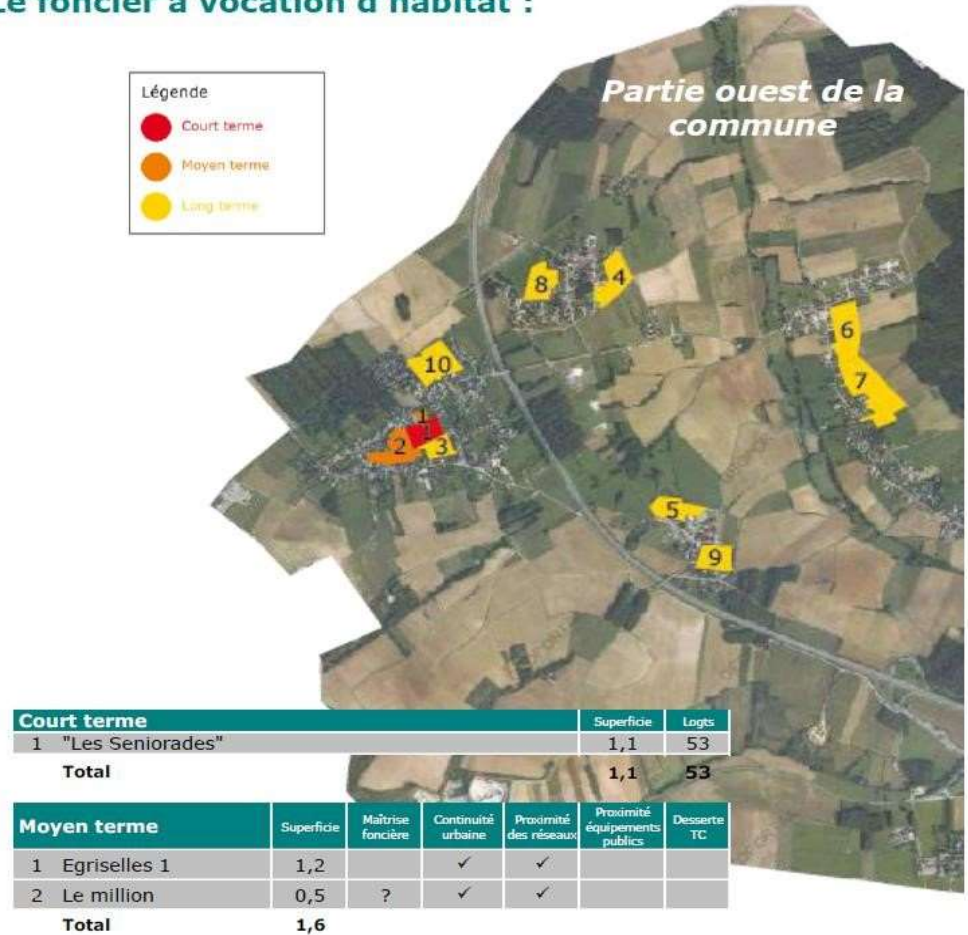 Le foncier à vocation d'habitat :
Partie ouest de la
commune
Légende
Court terme
Moyen terme
Long terme
8
4
6
10
7
1
1
2
3
5
9
Court terme Superficie Logts
1 "Les Seniorades" 1,1 53
Total 1,1 53
Moyen terme Superficie Maîtrise foncière Continuité urbaine Proximité des réseaux Proximité équipements publics Desserte TC
1 Egriselles 1 1,2 ✓ ✓
2 Le million 0,5 ? ✓ ✓
Total 1,6